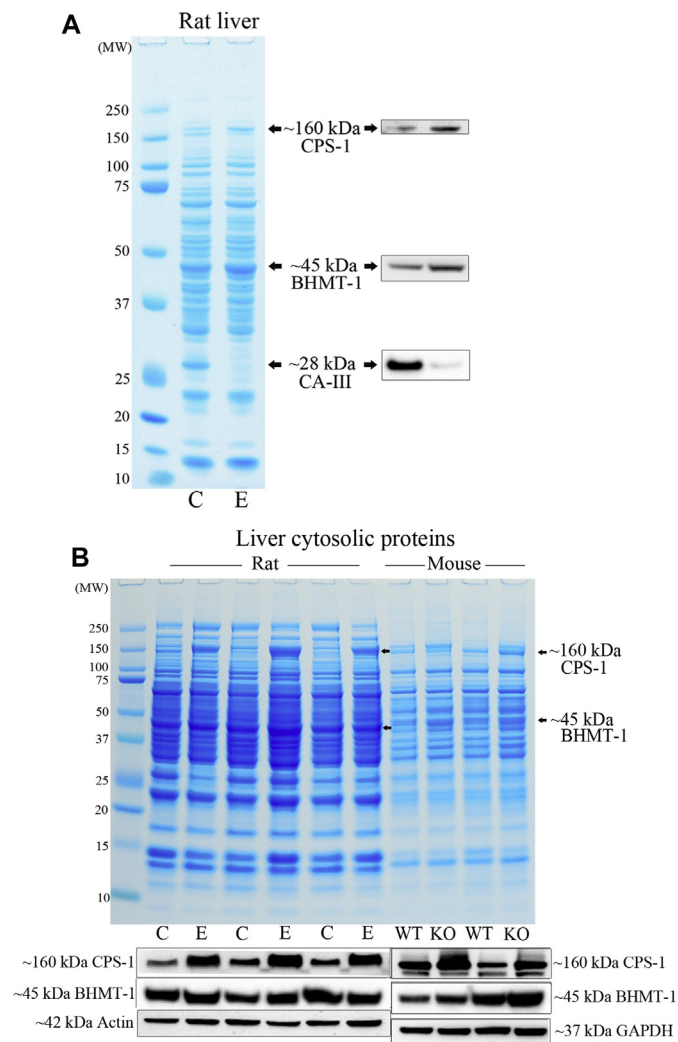 A
Rat liver
(MW)
250
150
100
75
50
37
25
20
15
10
~160 kDa
CPS-1
~45 kDa
BHMT-1
~28 kDa
CA-III
C E
B
Liver cytosolic proteins
Rat Mouse
(MW)
250
150
100
75
50
37
25
20
15
10
~160 kDa
CPS-1
~45 kDa
BHMT-1
C E C E C E WT KO WT KO
~160 kDa CPS-1 ~160 kDa CPS-1
~45 kDa BHMT-1 ~45 kDa BHMT-1
~42 kDa Actin ~37 kDa GAPDH